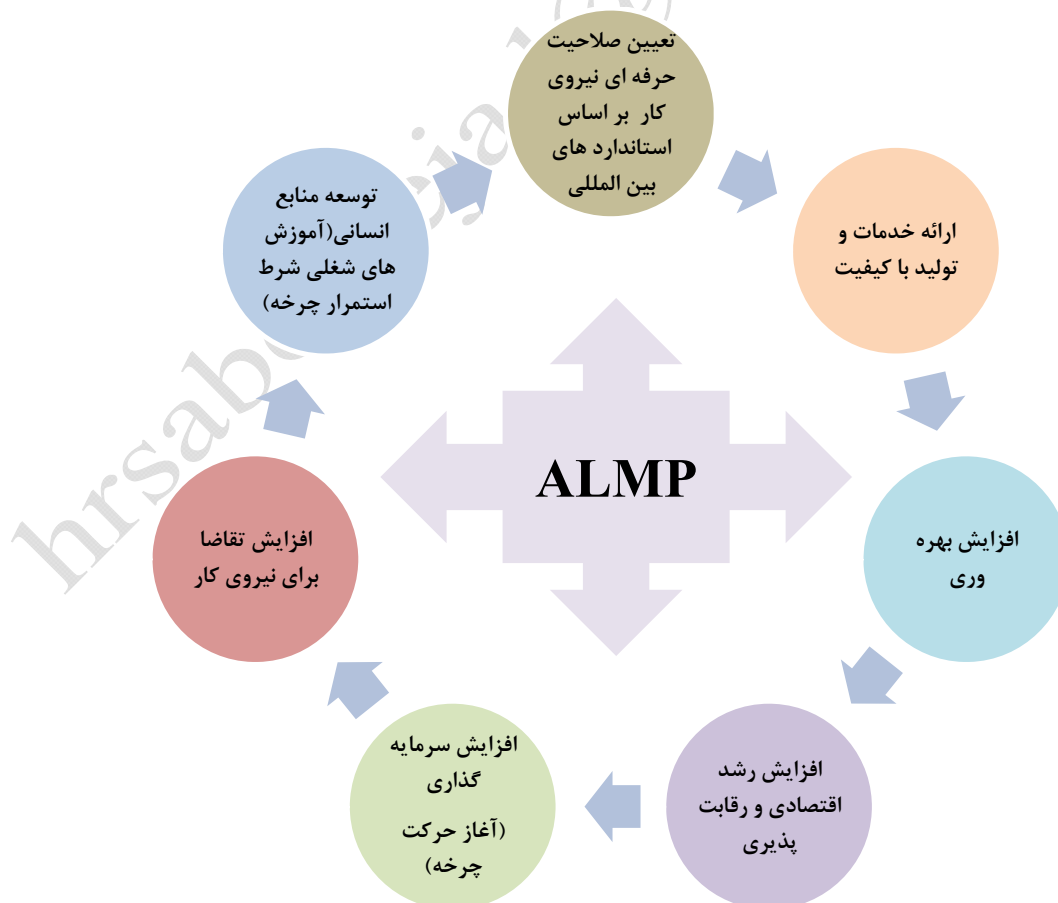 تعیین صلاحیت
حرفه ای نیروی
کار بر اساس
استاندارد های
بین المللی
ارائه خدمات و
تولید با کیفیت
افزایش بهره
وری
افزایش رشد
اقتصادی و رقابت
پذیری
افزایش سرمایه
گذاری
(آغاز حرکت
چرخه)
افزایش تقاضا
برای نیروی کار
توسعه منابع
انسانی(آموزش
های شغلی شرط
استمرار چرخه)
ALMP